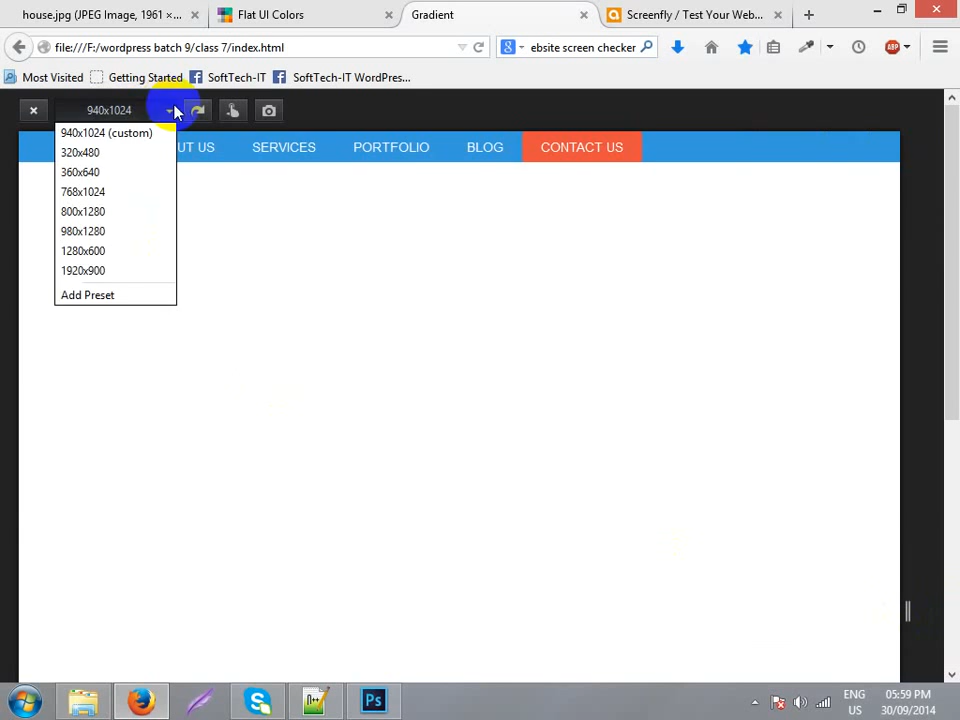 house.jpg (JPEG Image, 1961 ×... Flat UI Colors Gradient Screenfly / Test Your Web...
file:///F:/wordpress batch 9/class 7/index.html ebsite screen checker
Most Visited Getting Started SoftTech-IT SoftTech-IT WordPres...
940x1024
UT US SERVICES PORTFOLIO BLOG CONTACT US
940x1024 (custom)
320x480
360x640
768x1024
800x1280
980x1280
1280x600
1920x900
Add Preset
ENG 05:59 PM
US 30/09/2014